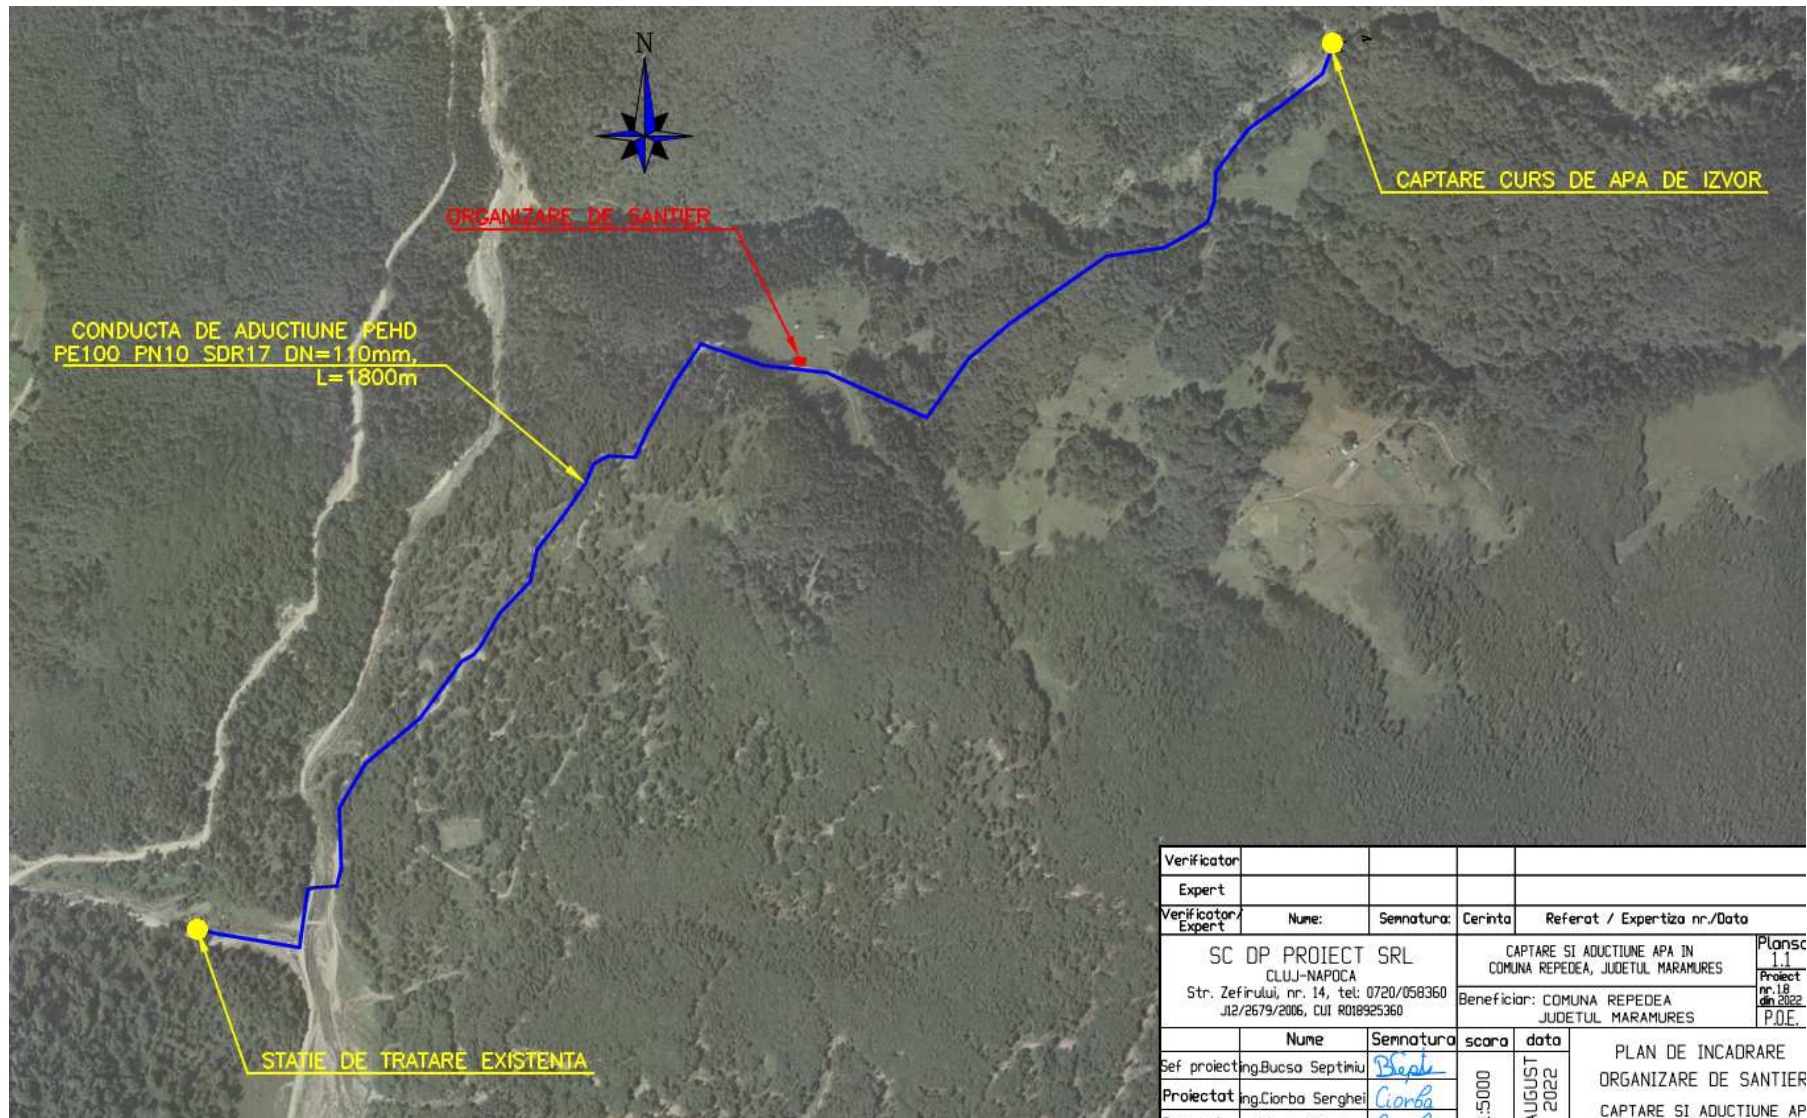 N
CAPTARE CURS DE APA DE IZVOR
ORGANIZARE DE SANTIER
CONDUCTA DE ADUCTIUNE PEHD
PE100 PN10 SDR17 DN=110mm,
L=1800m
STATIE DE TRATARE EXISTENTA
Verificator
Expert
Verificator/
Expert
Nume:
Semnatura:
Cerinta
Referat / Expertiza nr./Data
SC DP PROIECT SRL
CLUJ-NAPOCA
Str. Zefirului, nr. 14, tel: 0720/058360
J12/2679/2006, CUI RO18925360
CAPTARE SI ADUCTIUNE APA IN
COMUNA REPEDEA, JUDETUL MARAMURES
Plansa
1.1
Proiect
nr.18
din 2022
Beneficiar: COMUNA REPEDEA
JUDETUL MARAMURES
P.O.E.
Nume
Semnatura
scara
data
Sef proiect
ing.Bucsa Septimiu
Proiectat
ing.Ciorba Serghei
Ciorba
:5000
AUGUST
2022
PLAN DE INCADRARE
ORGANIZARE DE SANTIER
CAPTARE SI ADUCTIUNE AP